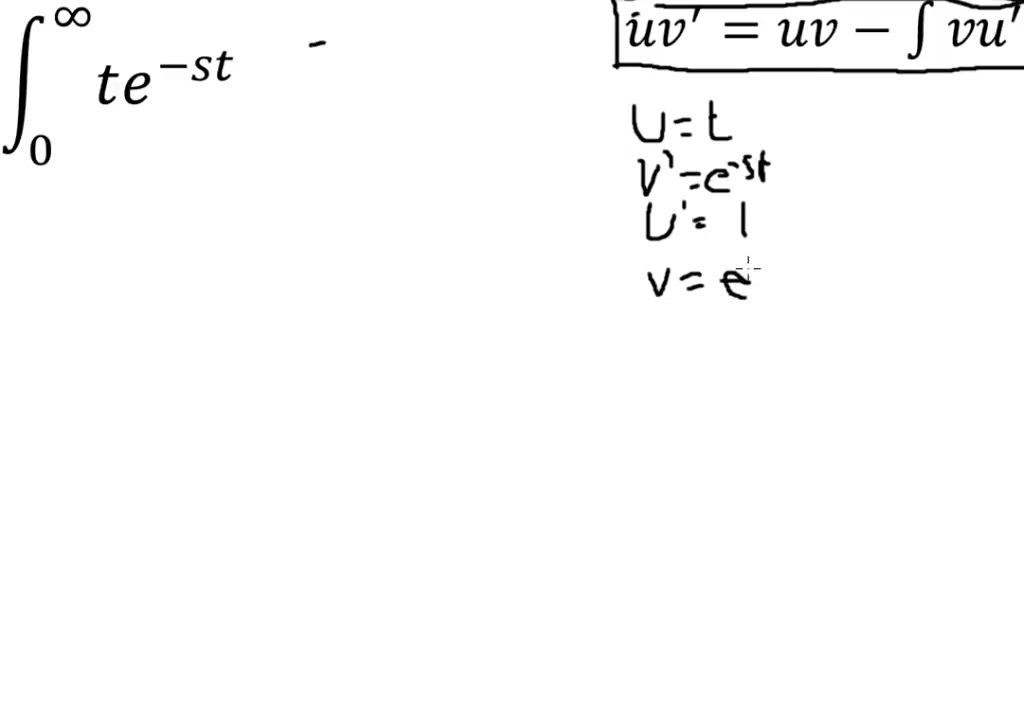 ∫₀^∞ te^{−st} -
uv′ = uv − ∫ vu′
U=t
V'=e^{-st}
U'= 1
v=e